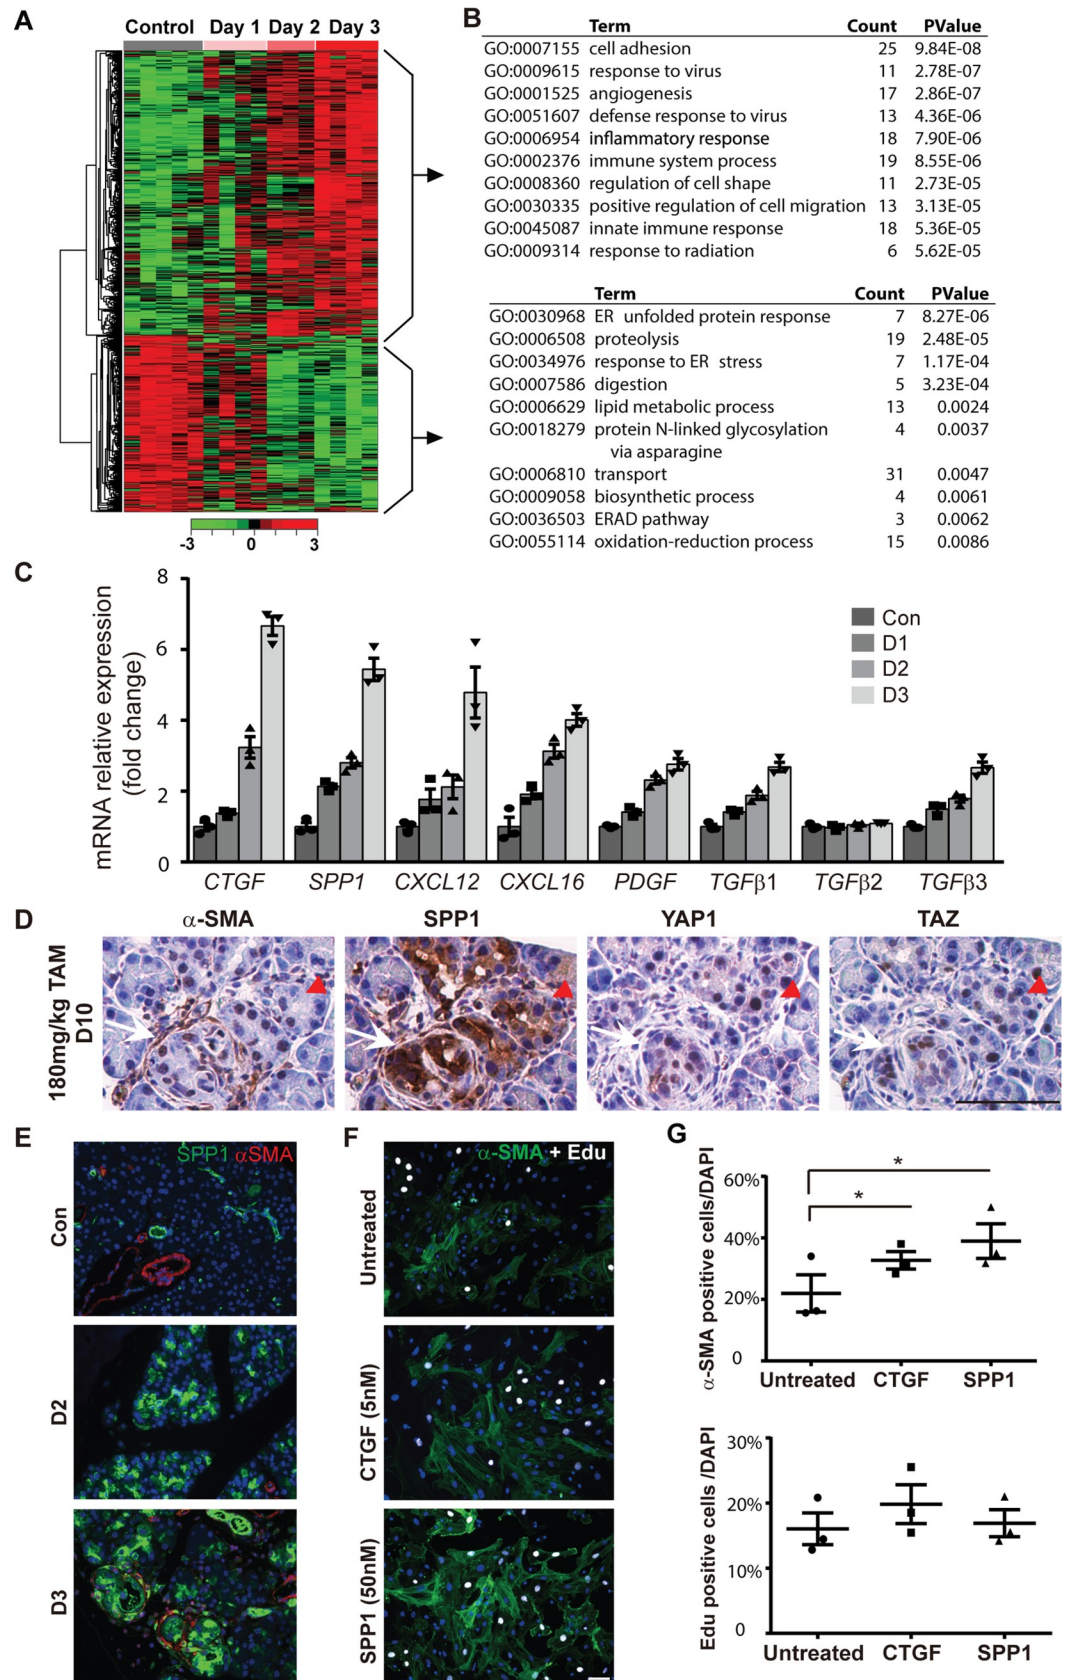 A
Control Day 1 Day 2 Day 3
-3 0 3
B
Term Count PValue
GO:0007155 cell adhesion 25 9.84E-08
GO:0009615 response to virus 11 2.78E-07
GO:0001525 angiogenesis 17 2.86E-07
GO:0051607 defense response to virus 13 4.36E-06
GO:0006954 inflammatory response 18 7.90E-06
GO:0002376 immune system process 19 8.55E-06
GO:0008360 regulation of cell shape 11 2.73E-05
GO:0030335 positive regulation of cell migration 13 3.13E-05
GO:0045087 innate immune response 18 5.36E-05
GO:0009314 response to radiation 6 5.62E-05
Term Count PValue
GO:0030968 ER unfolded protein response 7 8.27E-06
GO:0006508 proteolysis 19 2.48E-05
GO:0034976 response to ER stress 7 1.17E-04
GO:0007586 digestion 5 3.23E-04
GO:0006629 lipid metabolic process 13 0.0024
GO:0018279 protein N-linked glycosylation 4 0.0037
via asparagine
GO:0006810 transport 31 0.0047
GO:0009058 biosynthetic process 4 0.0061
GO:0036503 ERAD pathway 3 0.0062
GO:0055114 oxidation-reduction process 15 0.0086
C
mRNA relative expression
(fold change)
8
6
4
2
0
Con
D1
D2
D3
CTGF SPP1 CXCL12 CXCL16 PDGF TGFβ1 TGFβ2 TGFβ3
D
α-SMA SPP1 YAP1 TAZ
180mg/kg TAM
D10
E
SPP1 αSMA
Con
D2
D3
F
α-SMA + Edu
Untreated
CTGF (5nM)
SPP1 (50nM)
G
α-SMA positive cells/DAPI
60%
40%
20%
0
*
*
Untreated CTGF SPP1
Edu positive cells /DAPI
30%
20%
10%
0
Untreated CTGF SPP1